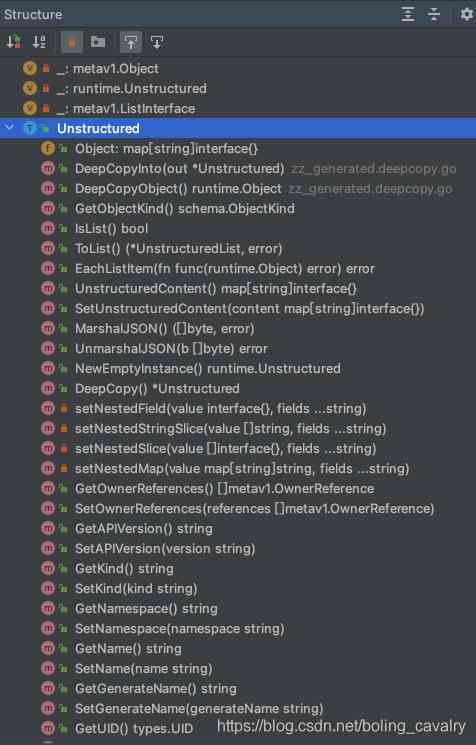 Structure
_: metav1.Object
_: runtime.Unstructured
_: metav1.ListInterface
Unstructured
Object: map[string]interface{}
DeepCopyInto(out *Unstructured) zz_generated.deepcopy.go
DeepCopyObject() runtime.Object zz_generated.deepcopy.go
GetObjectKind() schema.ObjectKind
IsList() bool
ToList() (*UnstructuredList, error)
EachListItem(fn func(runtime.Object) error) error
UnstructuredContent() map[string]interface{}
SetUnstructuredContent(content map[string]interface{})
MarshalJSON() ([]byte, error)
UnmarshalJSON(b []byte) error
NewEmptyInstance() runtime.Unstructured
DeepCopy() *Unstructured
setNestedField(value interface{}, fields ...string)
setNestedStringSlice(value []string, fields ...string)
setNestedSlice(value []interface{}, fields ...string)
setNestedMap(value map[string]string, fields ...string)
GetOwnerReferences() []metav1.OwnerReference
SetOwnerReferences(references []metav1.OwnerReference)
GetAPIVersion() string
SetAPIVersion(version string)
GetKind() string
SetKind(kind string)
GetNamespace() string
SetNamespace(namespace string)
GetName() string
SetName(name string)
GetGenerateName() string
SetGenerateName(generateName string)
GetUID() types.UID https://blog.csdn.net/boling_cavalry